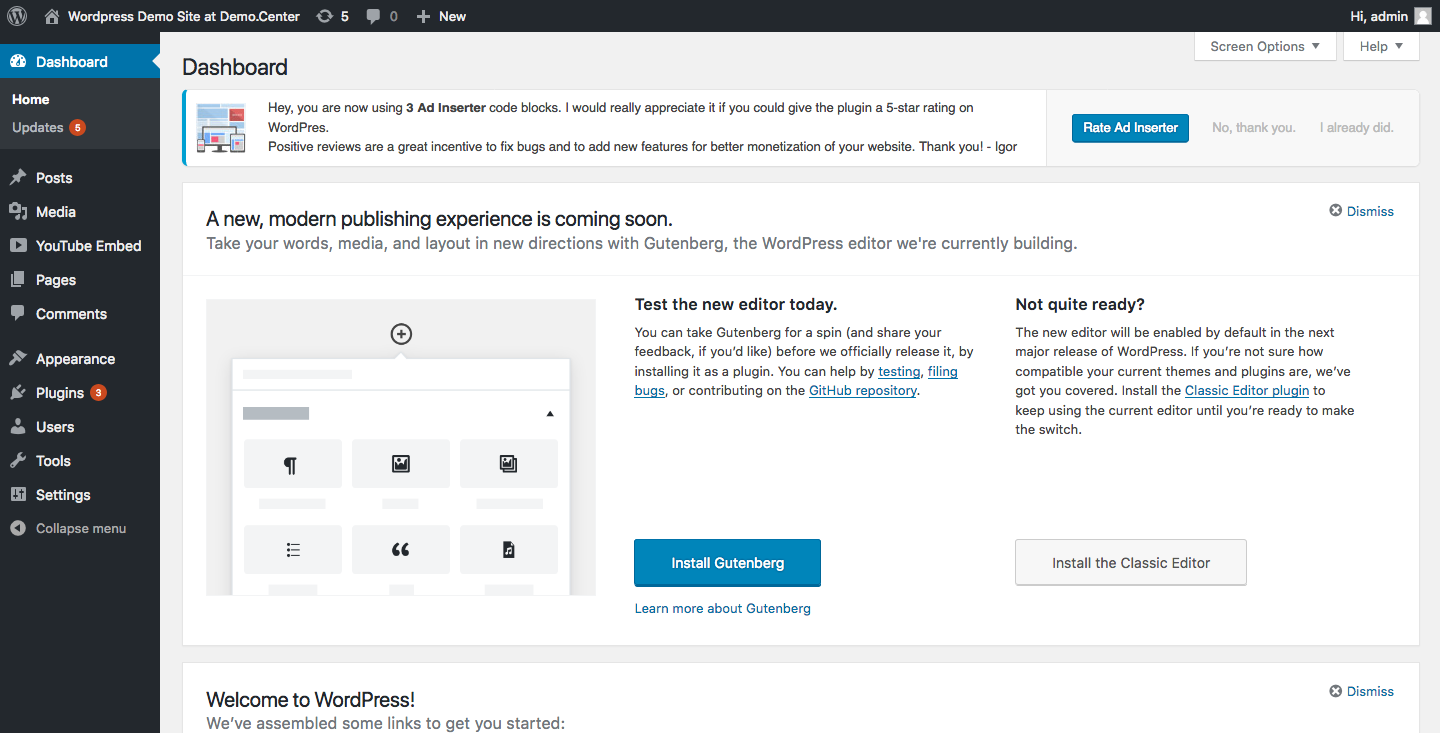 Wordpress Demo Site at Demo.Center 5 0 New Hi, admin
Screen Options Help
Dashboard
Home
Updates 5
Posts
Media
YouTube Embed
Pages
Comments
Appearance
Plugins 3
Users
Tools
Settings
Collapse menu
Dashboard
Hey, you are now using 3 Ad Inserter code blocks. I would really appreciate it if you could give the plugin a 5-star rating on
WordPres.
Positive reviews are a great incentive to fix bugs and to add new features for better monetization of your website. Thank you! - Igor
Rate Ad Inserter No, thank you. I already did.
A new, modern publishing experience is coming soon.
Dismiss
Take your words, media, and layout in new directions with Gutenberg, the WordPress editor we're currently building.
Test the new editor today.
You can take Gutenberg for a spin (and share your
feedback, if you’d like) before we officially release it, by
installing it as a plugin. You can help by testing, filing
bugs, or contributing on the GitHub repository.
Install Gutenberg
Learn more about Gutenberg
Not quite ready?
The new editor will be enabled by default in the next
major release of WordPress. If you’re not sure how
compatible your current themes and plugins are, we’ve
got you covered. Install the Classic Editor plugin to
keep using the current editor until you’re ready to make
the switch.
Install the Classic Editor
Welcome to WordPress!
Dismiss
We’ve assembled some links to get you started: